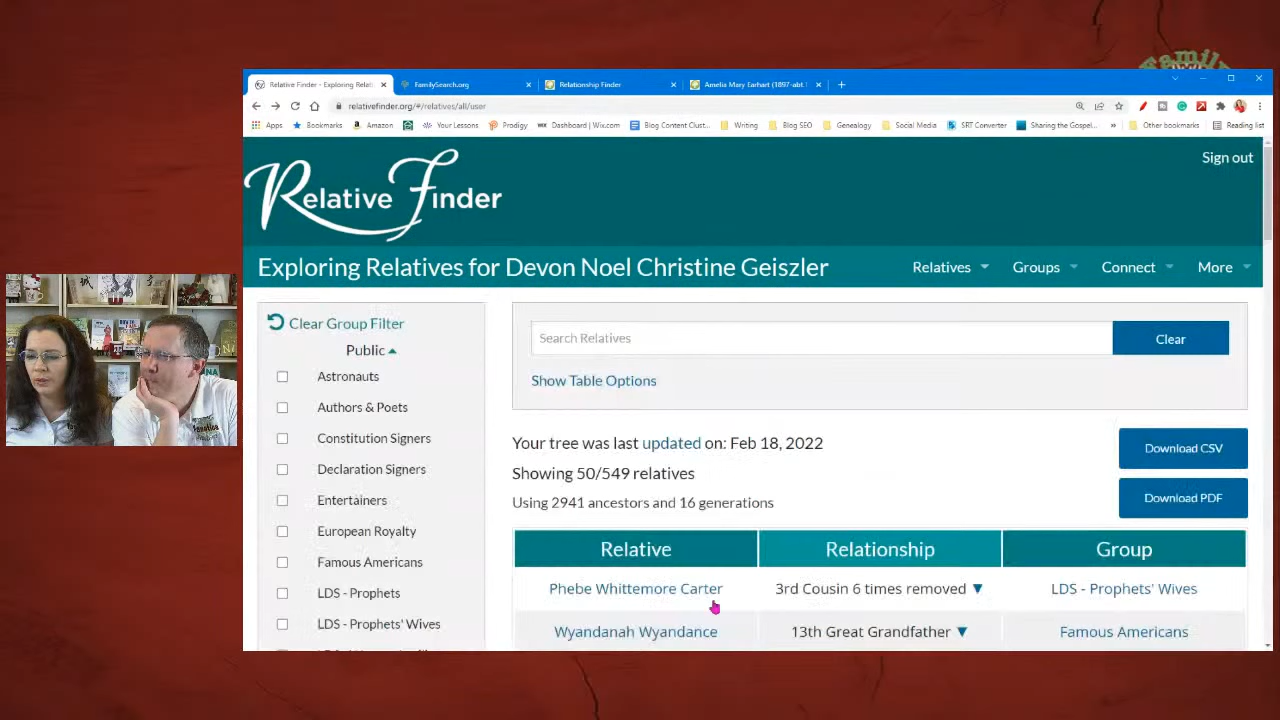 Relative Finder - Exploring Relati
FamilySearch.org
Relationship Finder
Amelia Mary Earhart (1897-abt.
relativefinder.org/#/relatives/all/user
Apps
Bookmarks
Amazon
Your Lessons
Prodigy
Dashboard | Wix.com
Blog Content Clust...
Writing
Blog SEO
Genealogy
Social Media
SRT Converter
Sharing the Gospel...
»
Other bookmarks
Reading list
Sign out
Relative Finder
Exploring Relatives for Devon Noel Christine Geiszler
Relatives
Groups
Connect
More
Clear Group Filter
Public
Astronauts
Authors & Poets
Constitution Signers
Declaration Signers
Entertainers
European Royalty
Famous Americans
LDS - Prophets
LDS - Prophets' Wives
Search Relatives
Clear
Show Table Options
Your tree was last updated on: Feb 18, 2022
Showing 50/549 relatives
Using 2941 ancestors and 16 generations
Download CSV
Download PDF
Relative Relationship Group
Phebe Whittemore Carter 3rd Cousin 6 times removed LDS - Prophets' Wives
Wyandanah Wyandance 13th Great Grandfather Famous Americans